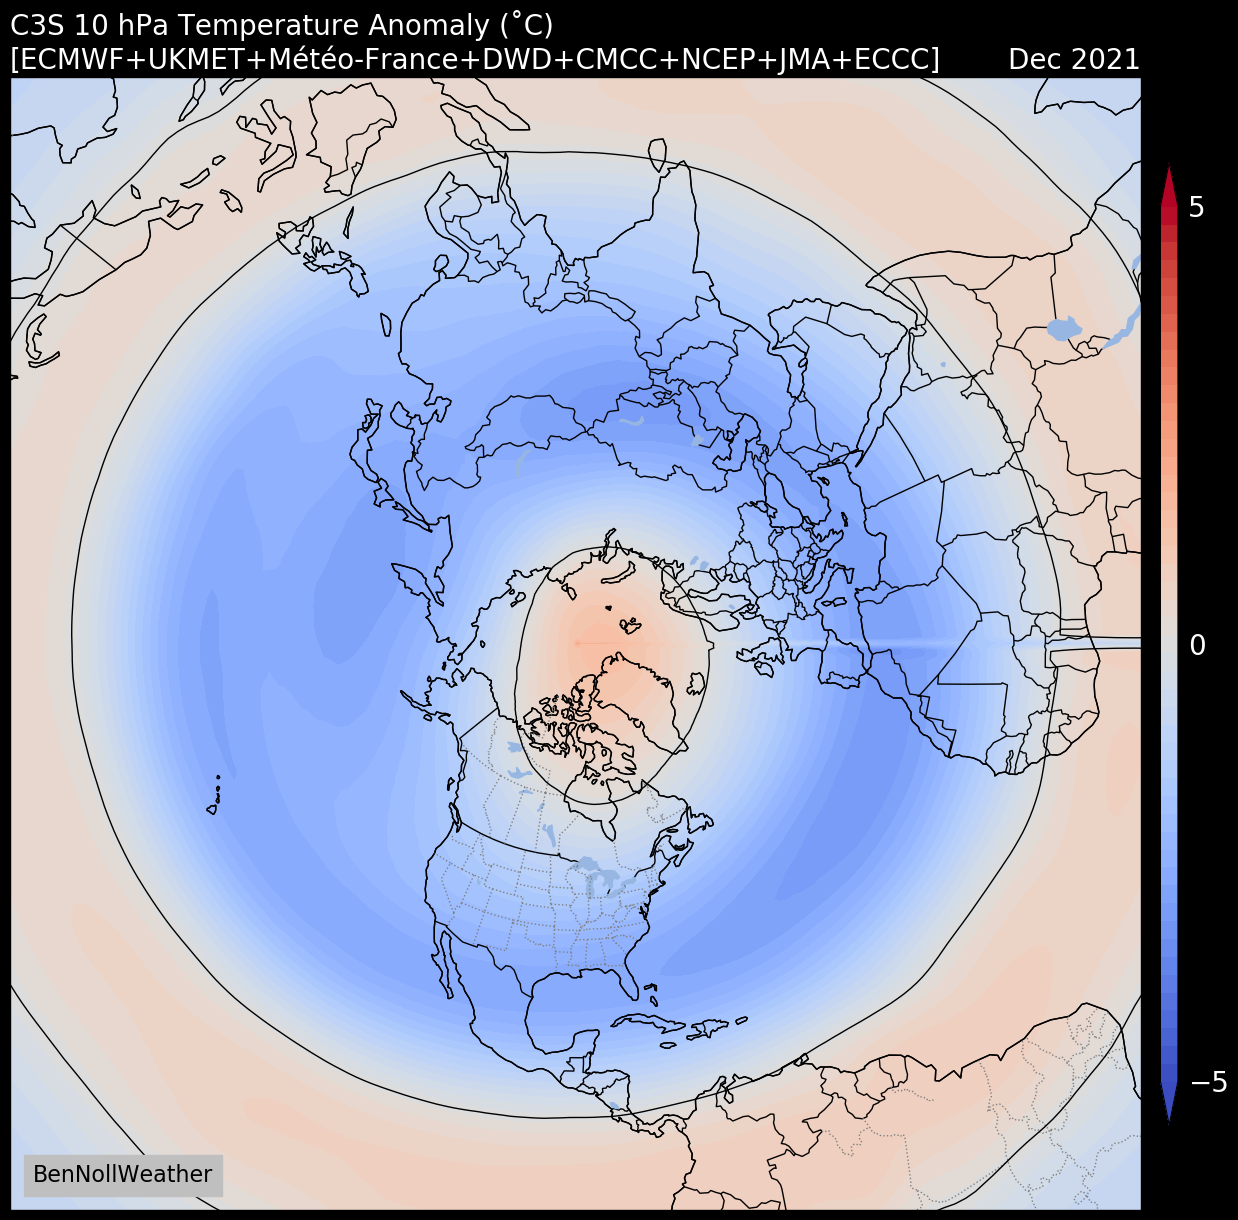 C3S 10 hPa Temperature Anomaly (˚C)
[ECMWF+UKMET+Météo-France+DWD+CMCC+NCEP+JMA+ECCC] Dec 2021
5
0
−5
BenNollWeather